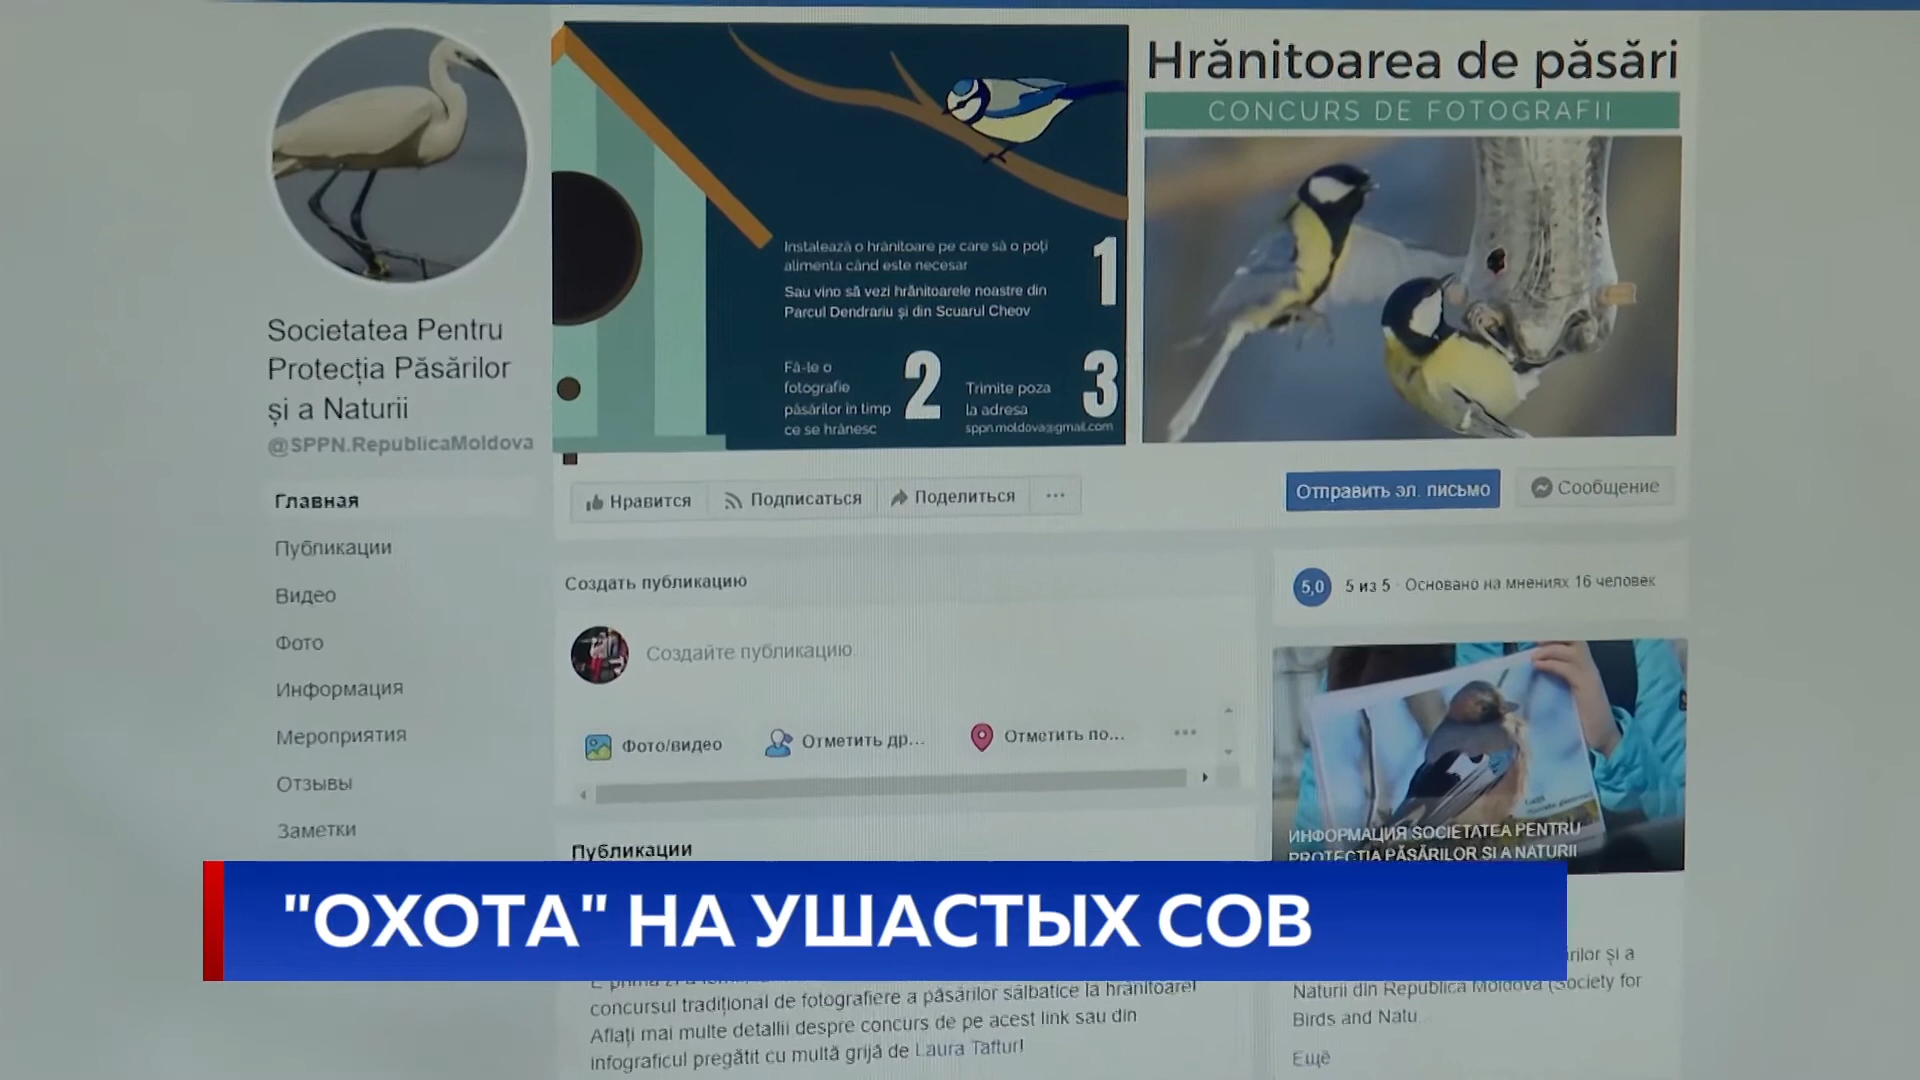 Hrănitoarea de păsări
CONCURS DE FOTOGRAFII
Instalează o hrănitoare pe care să o poți
alimenta când este necesar
Sau vino să vezi hrănitoarele noastre din
Parcul Dendrariu și din Scuarul Cheov
1
Fă-le o
fotografie
păsărilor în timp
ce se hrănesc
2
Trimite poza
la adresa
sppn.moldova@gmail.com
3
Societatea Pentru
Protecția Păsărilor
și a Naturii
@SPPN.RepublicaMoldova
Главная
Публикации
Видео
Фото
Информация
Мероприятия
Отзывы
Заметки
Нравится
Подписаться
Поделиться
...
Отправить эл. письмо
Сообщение
Создать публикацию
Создайте публикацию
Фото/видео
Отметить др...
Отметить по...
...
5,0
5 из 5 · Основано на мнениях 16 человек
ИНФОРМАЦИЯ SOCIETATEA PENTRU
PROTECȚIA PĂSĂRILOR ȘI A NATURII
Публикации
"ОХОТА" НА УШАСТЫХ СОВ
E prima zi a
concursul tradițional de fotografiere a păsărilor sălbatice la hrănitoare!
Aflați mai multe detallii despre concurs de pe acest link sau din
infograficul pregătit cu multă grijă de Laura Taftur!
și a
Naturii din Republica Moldova (Society for
Birds and Natu
Ещё